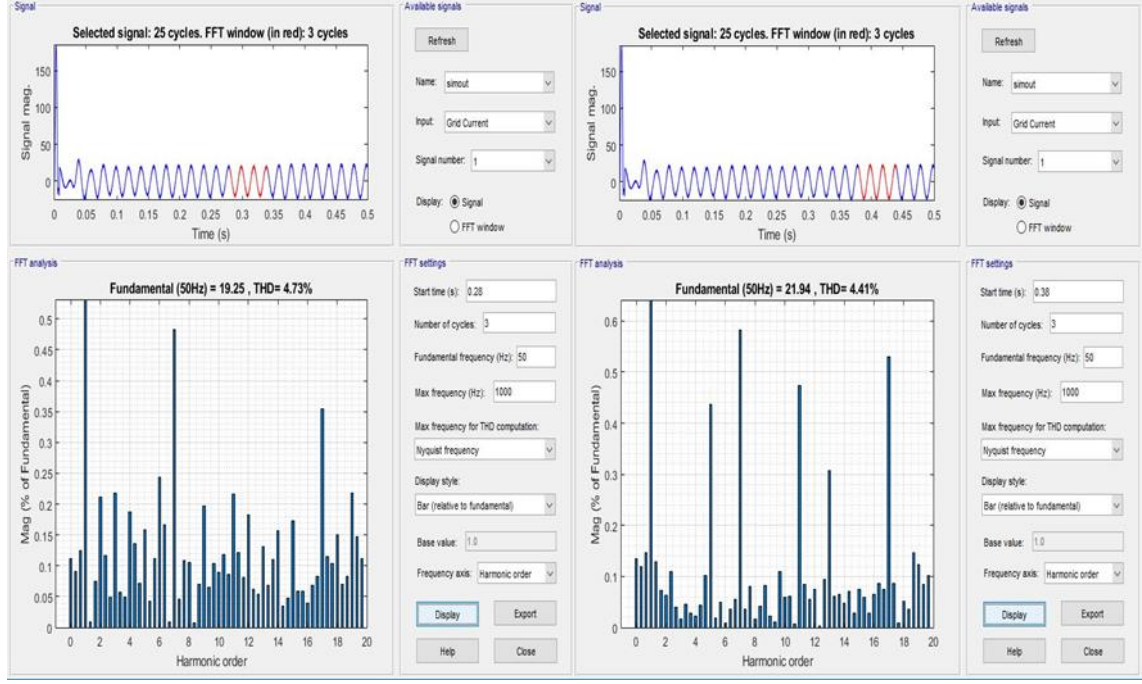 Signal
Selected signal: 25 cycles. FFT window (in red): 3 cycles
Signal mag.
150
100
50
0
0 0.05 0.1 0.15 0.2 0.25 0.3 0.35 0.4 0.45 0.5
Time (s)
Available signals
Refresh
Name: simout
Input: Grid Current
Signal number: 1
Display: Signal
FFT window
FFT analysis
Fundamental (50Hz) = 19.25 , THD= 4.73%
Mag (% of Fundamental)
0.5
0.45
0.4
0.35
0.3
0.25
0.2
0.15
0.1
0.05
0
0 2 4 6 8 10 12 14 16 18 20
Harmonic order
FFT settings
Start time (s): 0.28
Number of cycles: 3
Fundamental frequency (Hz): 50
Max frequency (Hz): 1000
Max frequency for THD computation:
Nyquist frequency
Display style:
Bar (relative to fundamental)
Base value: 1.0
Frequency axis: Harmonic order
Display Export
Help Close
Signal
Selected signal: 25 cycles. FFT window (in red): 3 cycles
Signal mag.
150
100
50
0
0 0.05 0.1 0.15 0.2 0.25 0.3 0.35 0.4 0.45 0.5
Time (s)
Available signals
Refresh
Name: simout
Input: Grid Current
Signal number: 1
Display: Signal
FFT window
FFT analysis
Fundamental (50Hz) = 21.94 , THD= 4.41%
Mag (% of Fundamental)
0.6
0.5
0.4
0.3
0.2
0.1
0
0 2 4 6 8 10 12 14 16 18 20
Harmonic order
FFT settings
Start time (s): 0.38
Number of cycles: 3
Fundamental frequency (Hz): 50
Max frequency (Hz): 1000
Max frequency for THD computation:
Nyquist frequency
Display style:
Bar (relative to fundamental)
Base value: 1.0
Frequency axis: Harmonic order
Display Export
Help Close